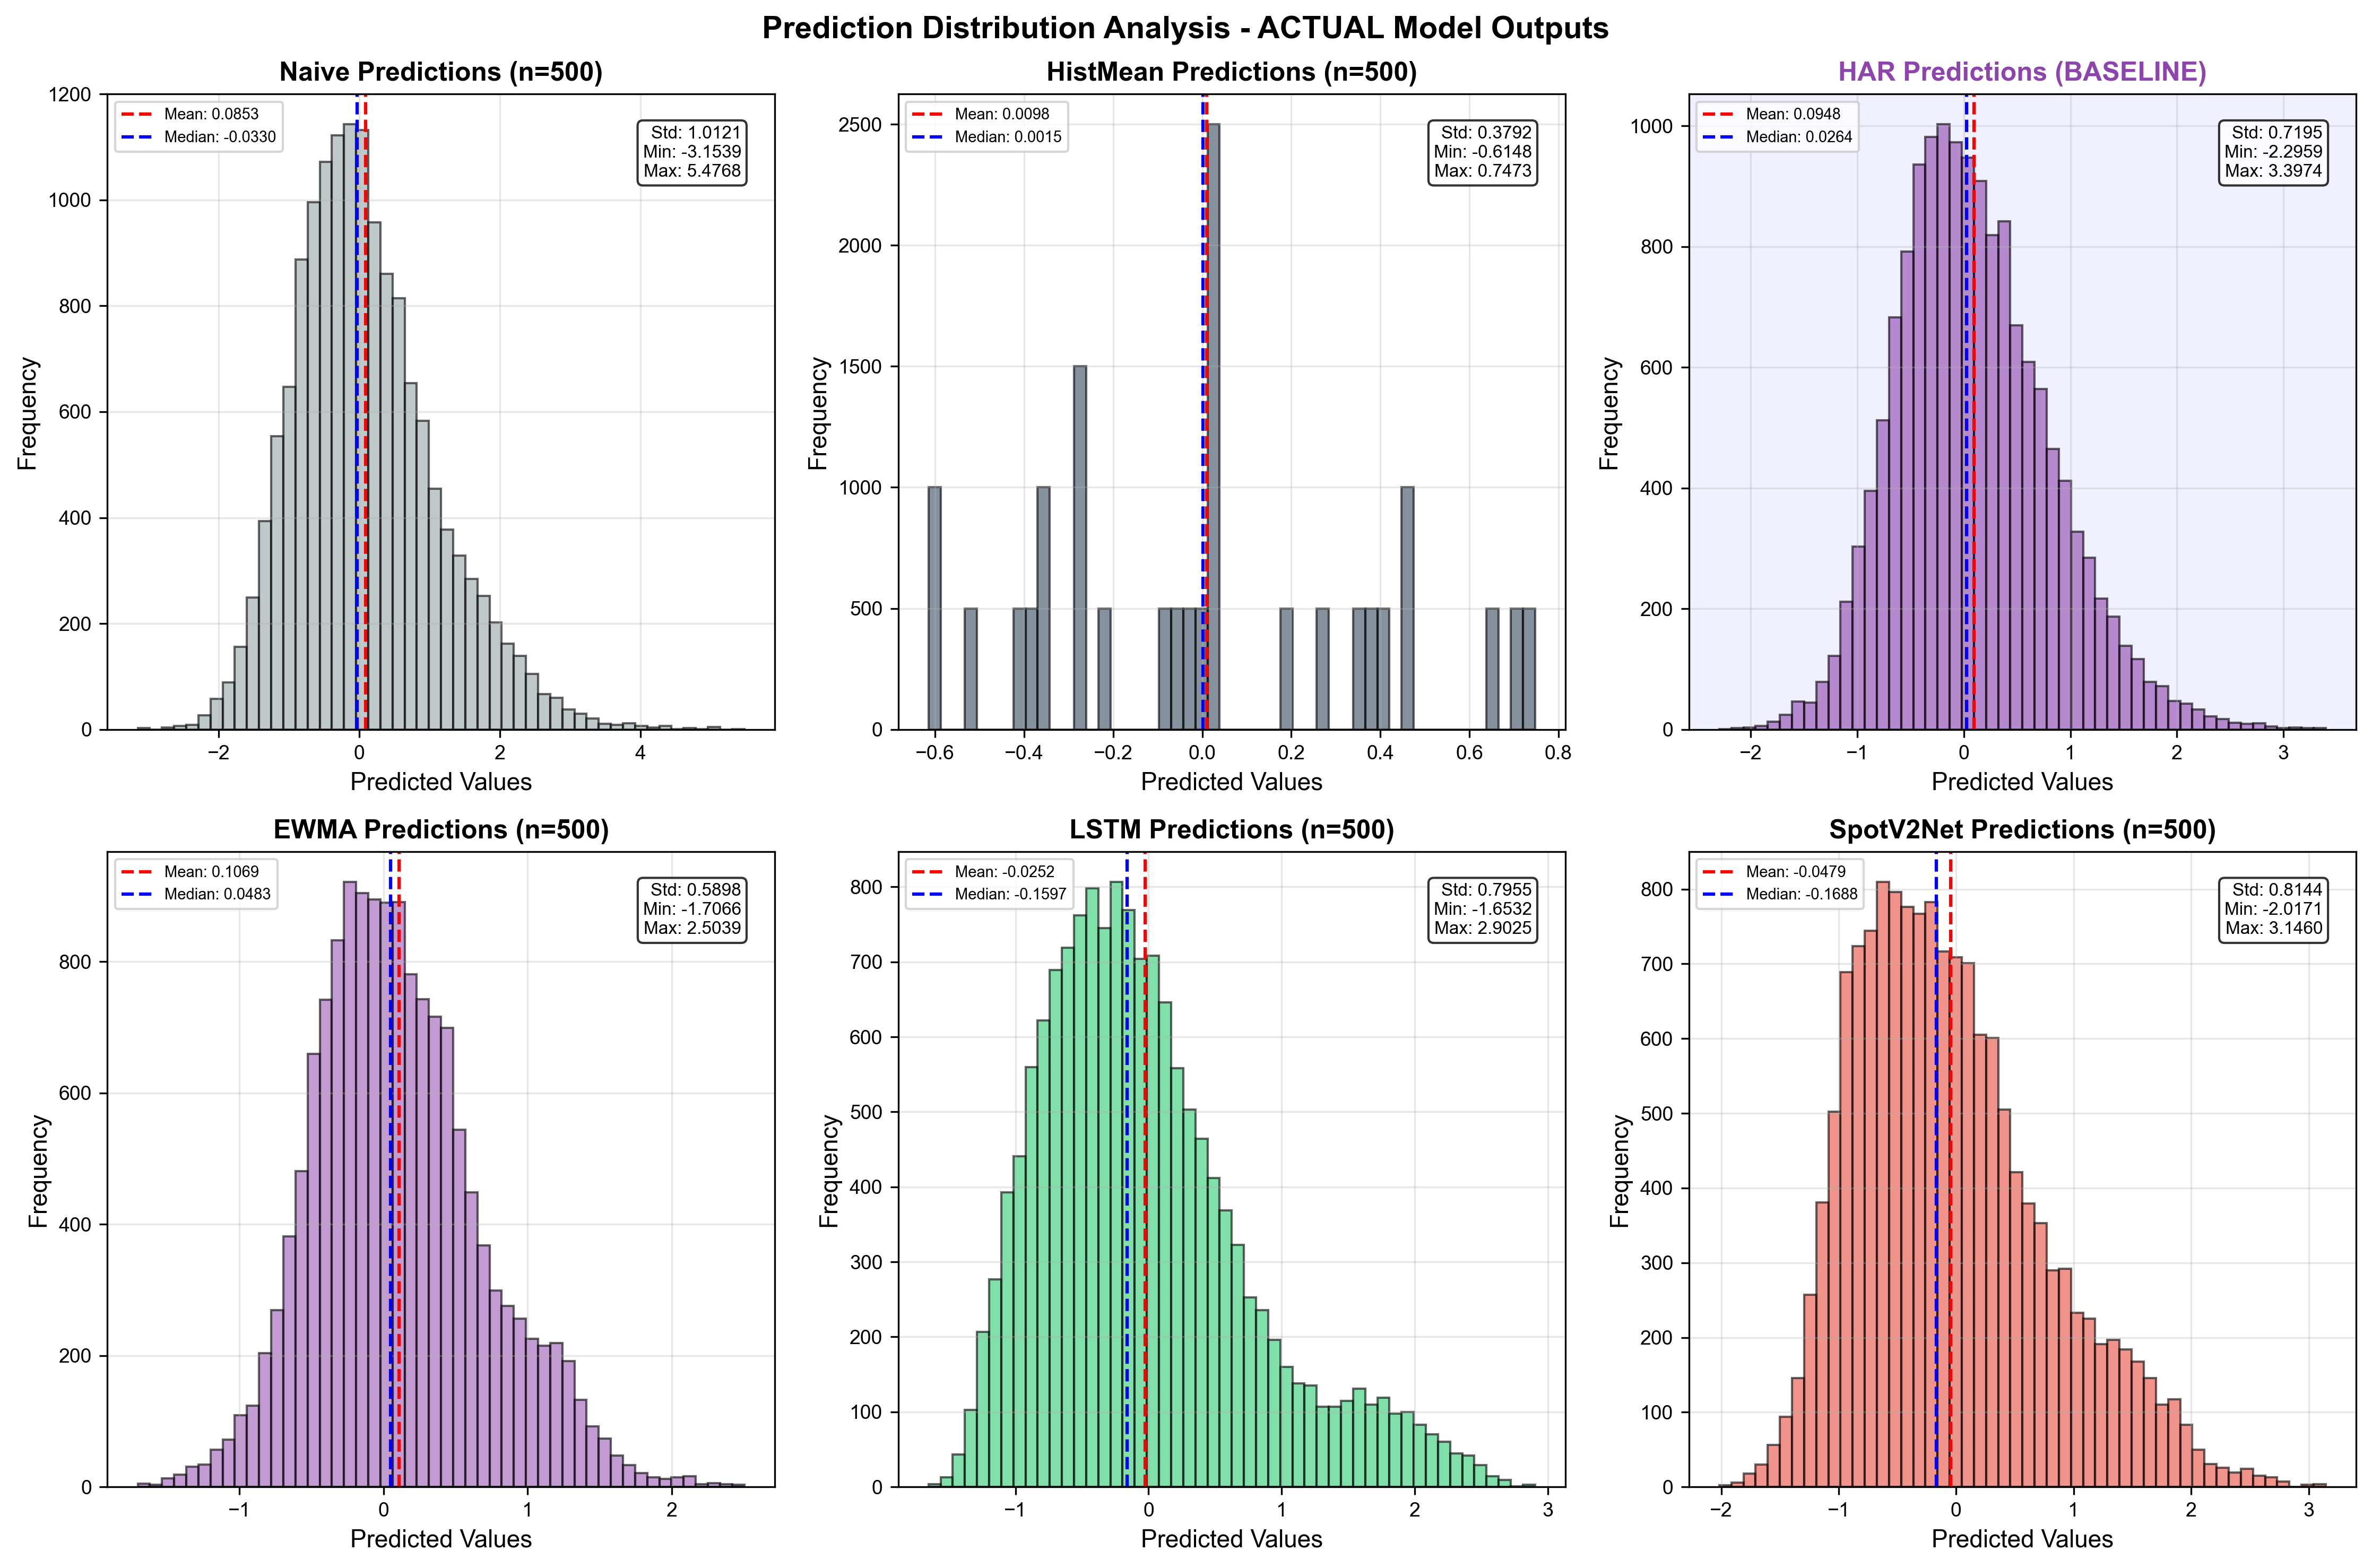 Prediction Distribution Analysis - ACTUAL Model Outputs
Naive Predictions (n=500)
Mean: 0.0853
Median: -0.0330
Std: 1.0121
Min: -3.1539
Max: 5.4768
1200
1000
800
600
400
200
0
Frequency
−2
0
2
4
Predicted Values
HistMean Predictions (n=500)
Mean: 0.0098
Median: 0.0015
Std: 0.3792
Min: -0.6148
Max: 0.7473
2500
2000
1500
1000
500
0
Frequency
−0.6
−0.4
−0.2
0.0
0.2
0.4
0.6
0.8
Predicted Values
HAR Predictions (BASELINE)
Mean: 0.0948
Median: 0.0264
Std: 0.7195
Min: -2.2959
Max: 3.3974
1000
800
600
400
200
0
Frequency
−2
−1
0
1
2
3
Predicted Values
EWMA Predictions (n=500)
Mean: 0.1069
Median: 0.0483
Std: 0.5898
Min: -1.7066
Max: 2.5039
800
600
400
200
0
Frequency
−1
0
1
2
Predicted Values
LSTM Predictions (n=500)
Mean: -0.0252
Median: -0.1597
Std: 0.7955
Min: -1.6532
Max: 2.9025
800
700
600
500
400
300
200
100
0
Frequency
−1
0
1
2
3
Predicted Values
SpotV2Net Predictions (n=500)
Mean: -0.0479
Median: -0.1688
Std: 0.8144
Min: -2.0171
Max: 3.1460
800
700
600
500
400
300
200
100
0
Frequency
−2
−1
0
1
2
3
Predicted Values